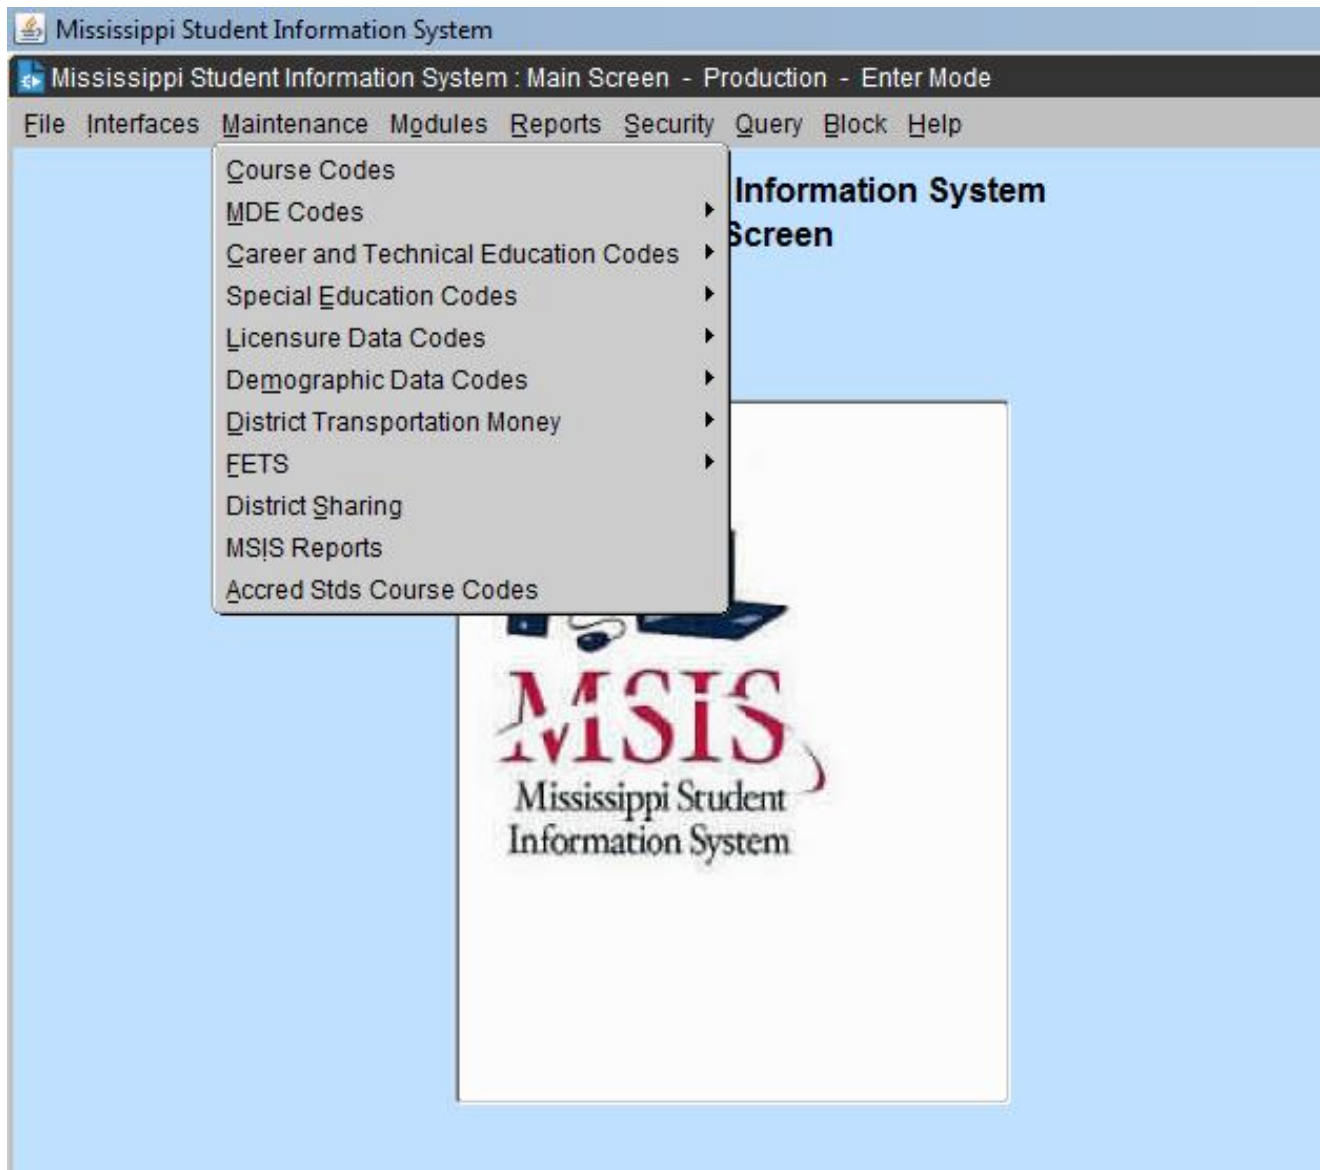 Mississippi Student Information System
Mississippi Student Information System : Main Screen - Production - Enter Mode
File Interfaces Maintenance Modules Reports Security Query Block Help
Information System
Screen
Course Codes
MDE Codes
Career and Technical Education Codes
Special Education Codes
Licensure Data Codes
Demographic Data Codes
District Transportation Money
FETS
District Sharing
MSIS Reports
Accred Stds Course Codes
MSIS
Mississippi Student
Information System